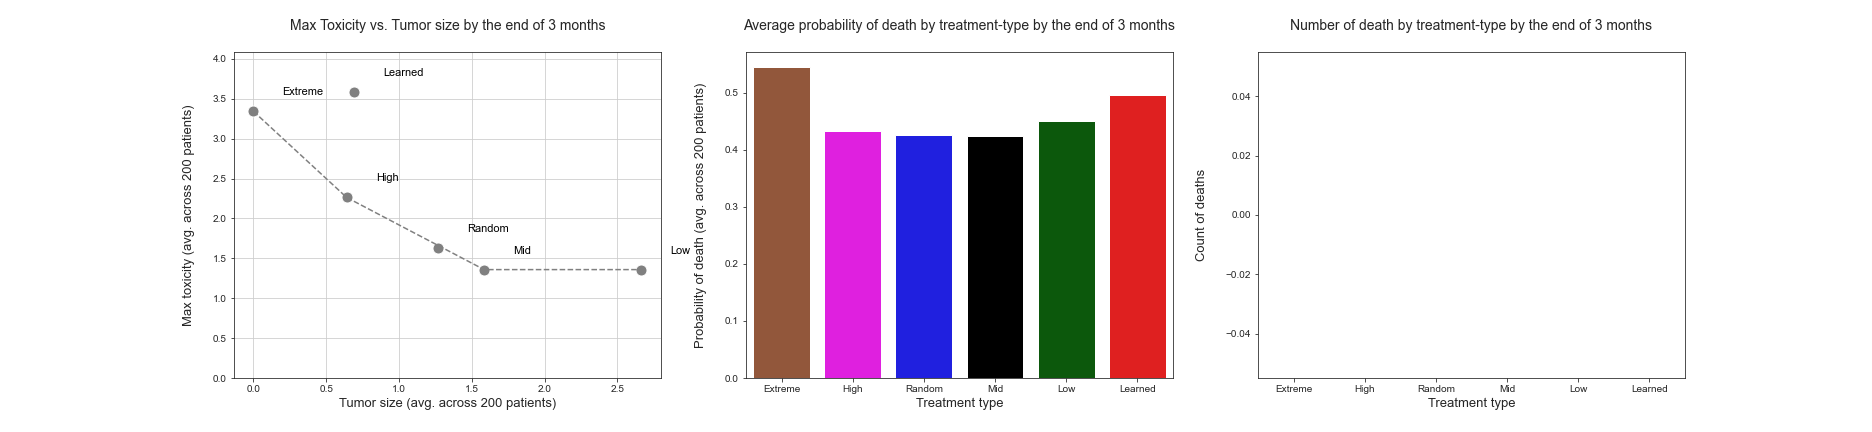 Max Toxicity vs. Tumor size by the end of 3 months
Max toxicity (avg. across 200 patients)
4.0
3.5
3.0
2.5
2.0
1.5
1.0
0.5
0.0
Learned
Extreme
High
Random
Mid
Low
0.0 0.5 1.0 1.5 2.0 2.5
Tumor size (avg. across 200 patients)
Average probability of death by treatment-type by the end of 3 months
Probability of death (avg. across 200 patients)
0.5
0.4
0.3
0.2
0.1
0.0
Extreme High Random Mid Low Learned
Treatment type
Number of death by treatment-type by the end of 3 months
Count of deaths
0.04
0.02
0.00
−0.02
−0.04
Extreme High Random Mid Low Learned
Treatment type